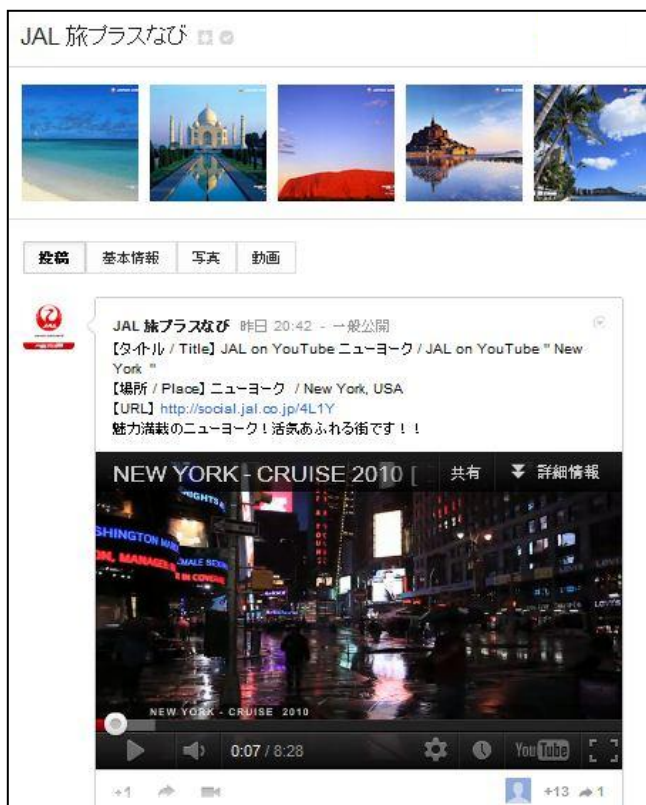 JAL 旅プラスなび
投稿 基本情報 写真 動画
JAL
JAL 旅プラスなび 昨日 20:42 - 一般公開
【タイトル / Title】 JAL on YouTube ニューヨーク / JAL on YouTube " New
York "
【場所 / Place】 ニューヨーク / New York, USA
【URL】 http://social.jal.co.jp/4L1Y
魅力満載のニューヨーク！活気あふれる街です！！
NEW YORK - CRUISE 2010 [ 共有 詳細情報
NEW YORK - CRUISE 2010
0:07 / 8:28 YouTube
+1 +13 1